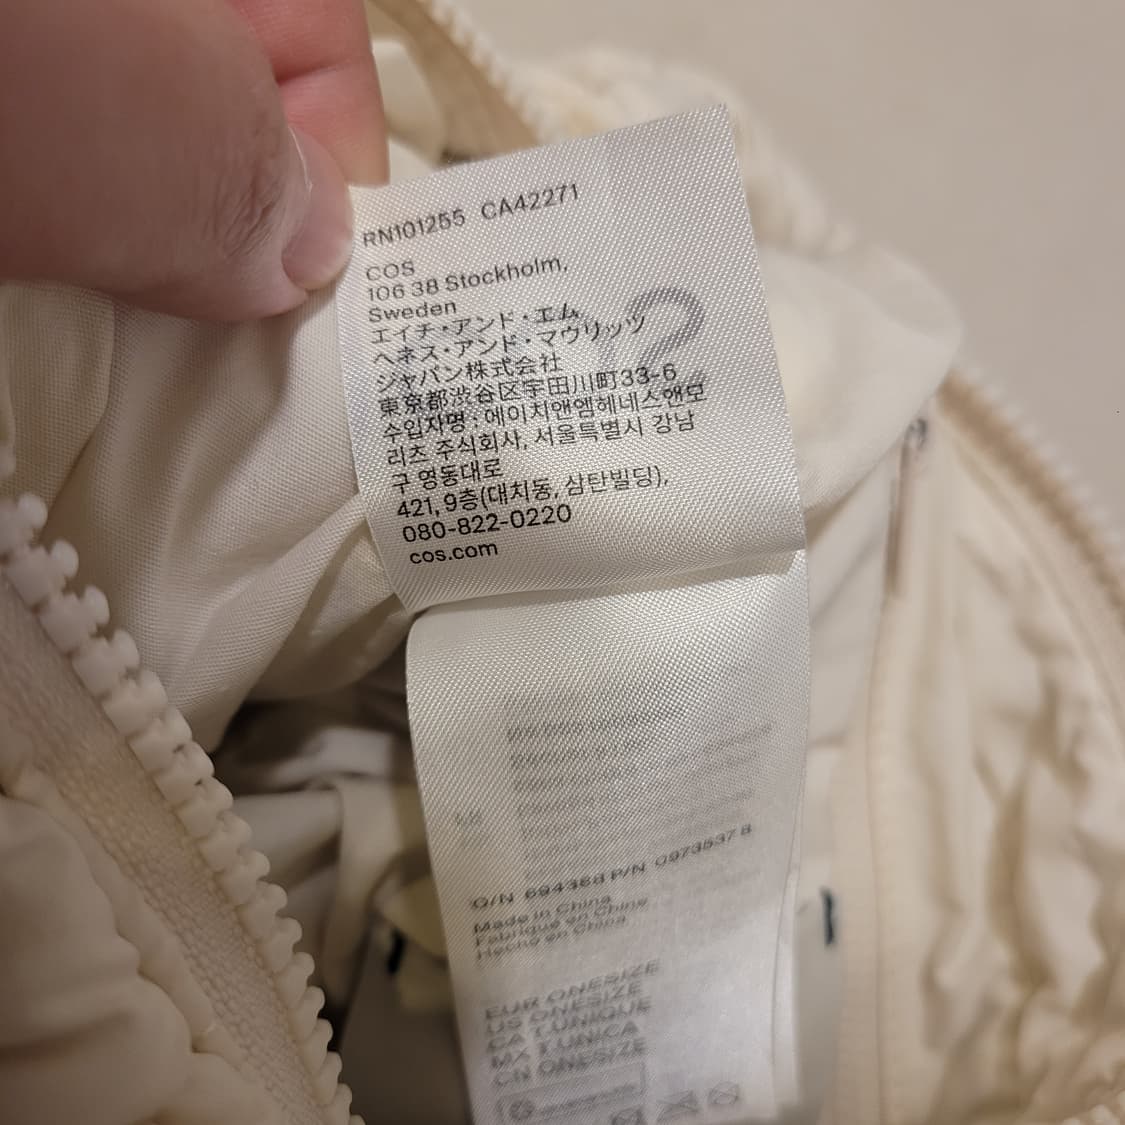 RN101255 CA42271
COS
106 38 Stockholm,
Sweden
エイチ・アンド・エム
ヘネス・アンド・マウリッツ
ジャパン株式会社
東京都渋谷区宇田川町33-6
수입자명 : 에이치앤엠헤네스앤모
리츠 주식회사, 서울특별시 강남
구 영동대로
421, 9층(대치동, 삼탄빌딩),
080-822-0220
cos.com
O/N 694368 P/N 0973537 B
Made in China
Fabriqué en Chine
Hecho en China
EUR ONESIZE
US ONESIZE
CA T.UNIQUE
MX T.UNICA
CN ONESIZE